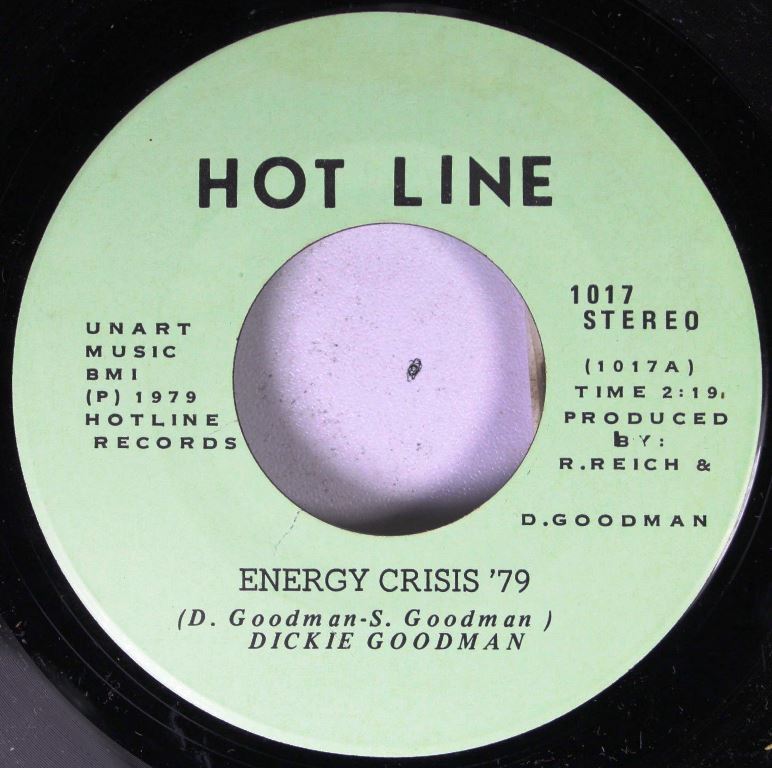 HOT LINE
UNART
MUSIC
BMI
(P) 1979
HOTLINE
RECORDS
1017
STEREO
(1017A)
TIME 2:19
PRODUCED
BY:
R.REICH &
D.GOODMAN
ENERGY CRISIS '79
(D. Goodman-S. Goodman )
DICKIE GOODMAN